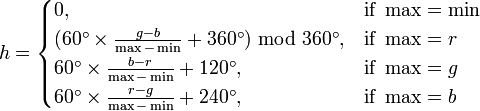 h = { 0, if max = min
(60° × (g − b)/(max − min) + 360°) mod 360°, if max = r
60° × (b − r)/(max − min) + 120°, if max = g
60° × (r − g)/(max − min) + 240°, if max = b